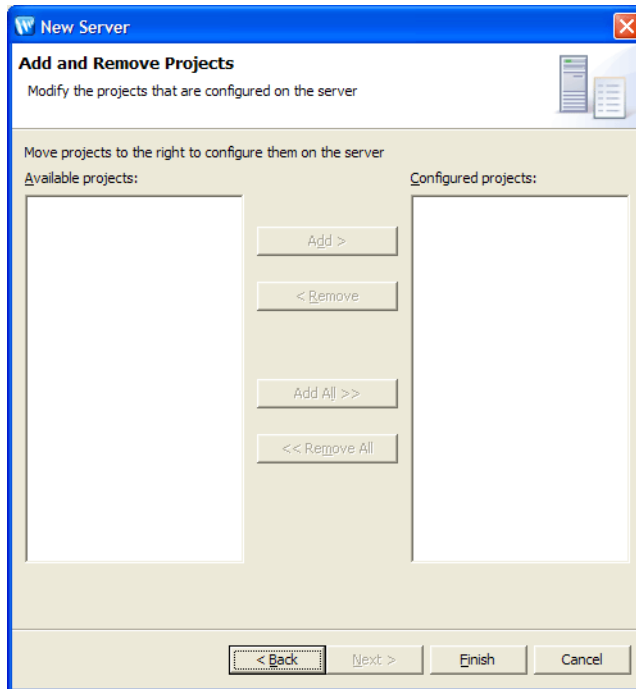 New Server
Add and Remove Projects
Modify the projects that are configured on the server
Move projects to the right to configure them on the server
Available projects:
Configured projects:
Add >
< Remove
Add All >>
<< Remove All
< Back Next > Finish Cancel